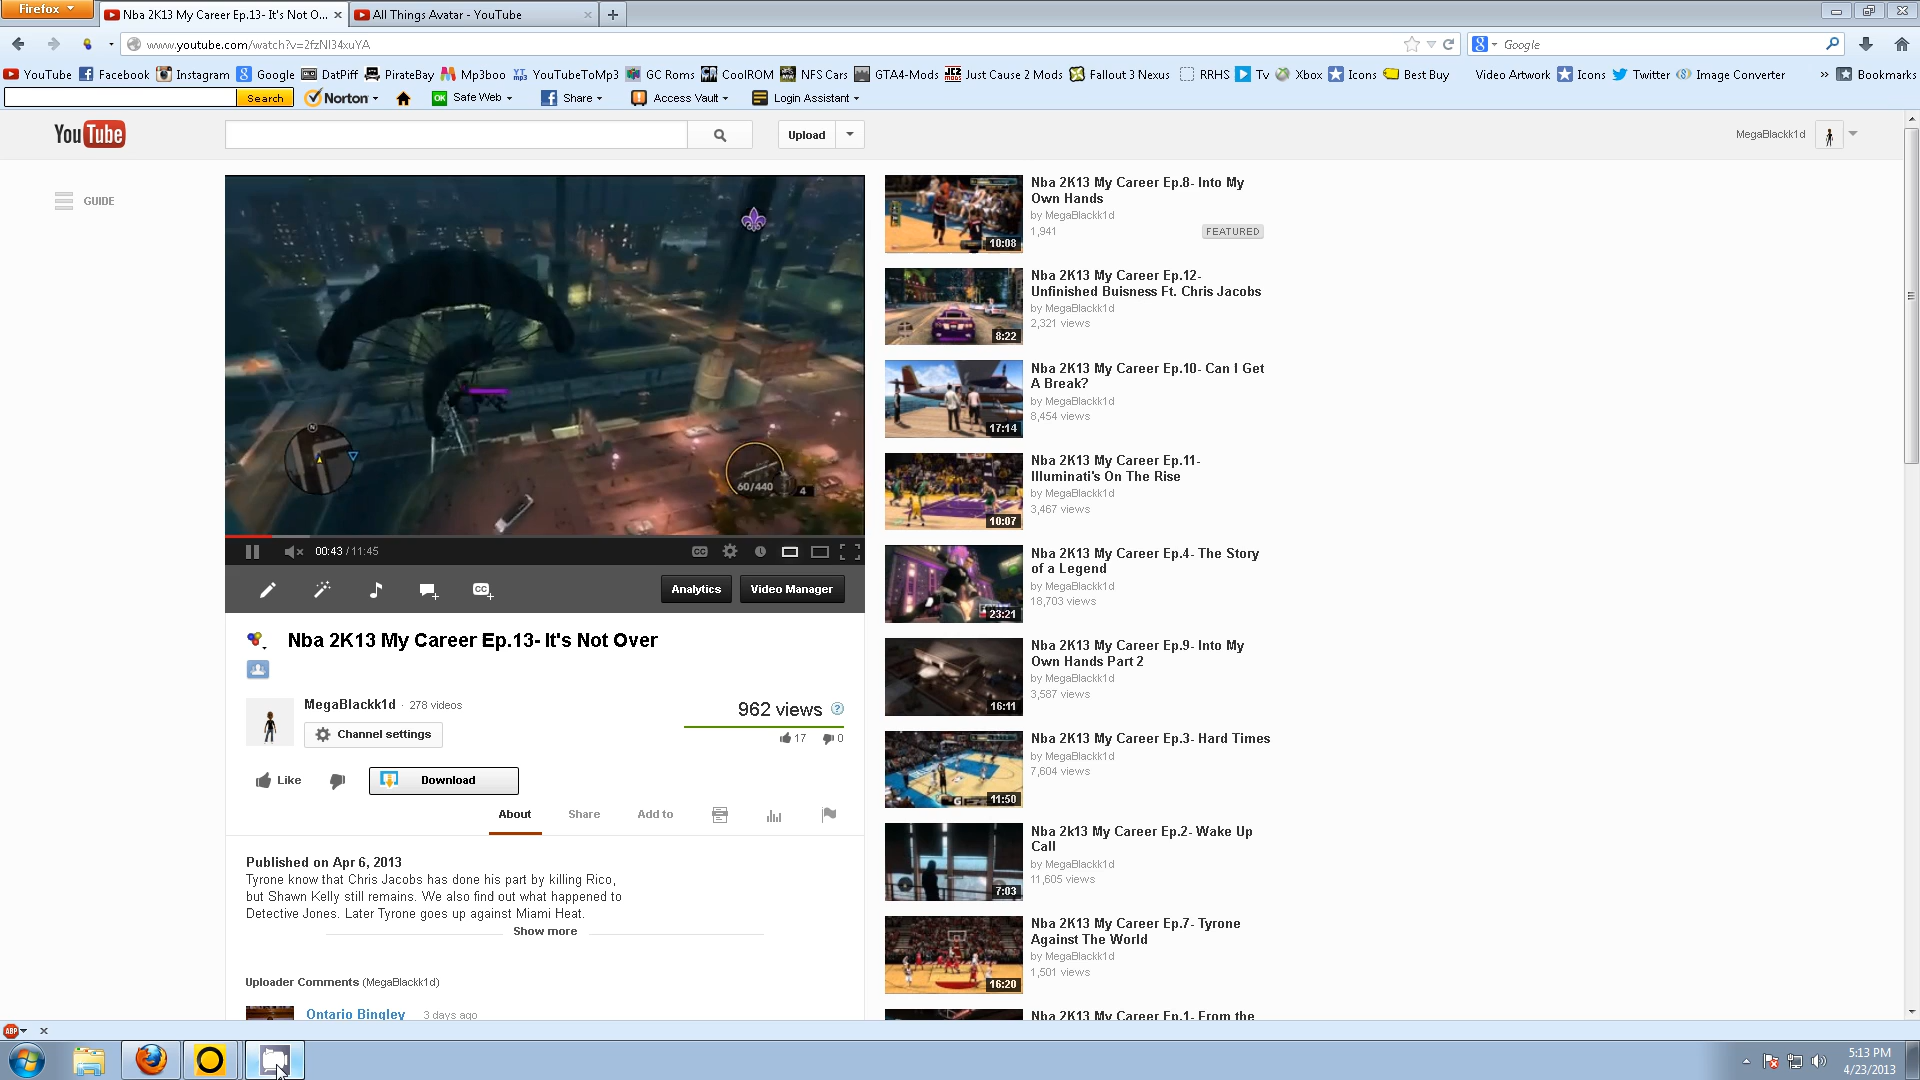 Firefox
Nba 2K13 My Career Ep.13- It's Not O...
All Things Avatar - YouTube
www.youtube.com/watch?v=2fzNI34xuYA
Google
YouTube Facebook Instagram Google DatPiff PirateBay Mp3boo YouTubeToMp3 GC Roms CoolROM NFS Cars GTA4-Mods Just Cause 2 Mods Fallout 3 Nexus RRHS Tv Xbox Icons Best Buy Video Artwork Icons Twitter Image Converter » Bookmarks
Search Norton Safe Web Share Access Vault Login Assistant
YouTube
Upload
MegaBlackk1d
GUIDE
N
60/440
4
00:43 / 11:45
CC
CC
Analytics
Video Manager
Nba 2K13 My Career Ep.13- It's Not Over
MegaBlackk1d · 278 videos
Channel settings
962 views ?
17 0
Like
Download
About
Share
Add to
Published on Apr 6, 2013
Tyrone know that Chris Jacobs has done his part by killing Rico,
but Shawn Kelly still remains. We also find out what happened to
Detective Jones. Later Tyrone goes up against Miami Heat.
Show more
Uploader Comments (MegaBlackk1d)
Ontario Bingley 3 days ago
10:08
Nba 2K13 My Career Ep.8- Into My
Own Hands
by MegaBlackk1d
1,941
FEATURED
8:22
Nba 2K13 My Career Ep.12-
Unfinished Buisness Ft. Chris Jacobs
by MegaBlackk1d
2,321 views
17:14
Nba 2K13 My Career Ep.10- Can I Get
A Break?
by MegaBlackk1d
8,454 views
10:07
Nba 2K13 My Career Ep.11-
Illuminati's On The Rise
by MegaBlackk1d
3,467 views
23:21
Nba 2K13 My Career Ep.4- The Story
of a Legend
by MegaBlackk1d
18,703 views
16:11
Nba 2K13 My Career Ep.9- Into My
Own Hands Part 2
by MegaBlackk1d
3,587 views
11:50
Nba 2K13 My Career Ep.3- Hard Times
by MegaBlackk1d
7,604 views
7:03
Nba 2k13 My Career Ep.2- Wake Up
Call
by MegaBlackk1d
11,605 views
16:20
Nba 2K13 My Career Ep.7- Tyrone
Against The World
by MegaBlackk1d
1,501 views
Nba 2K13 My Career Ep.1- From the
ABP
5:13 PM
4/23/2013